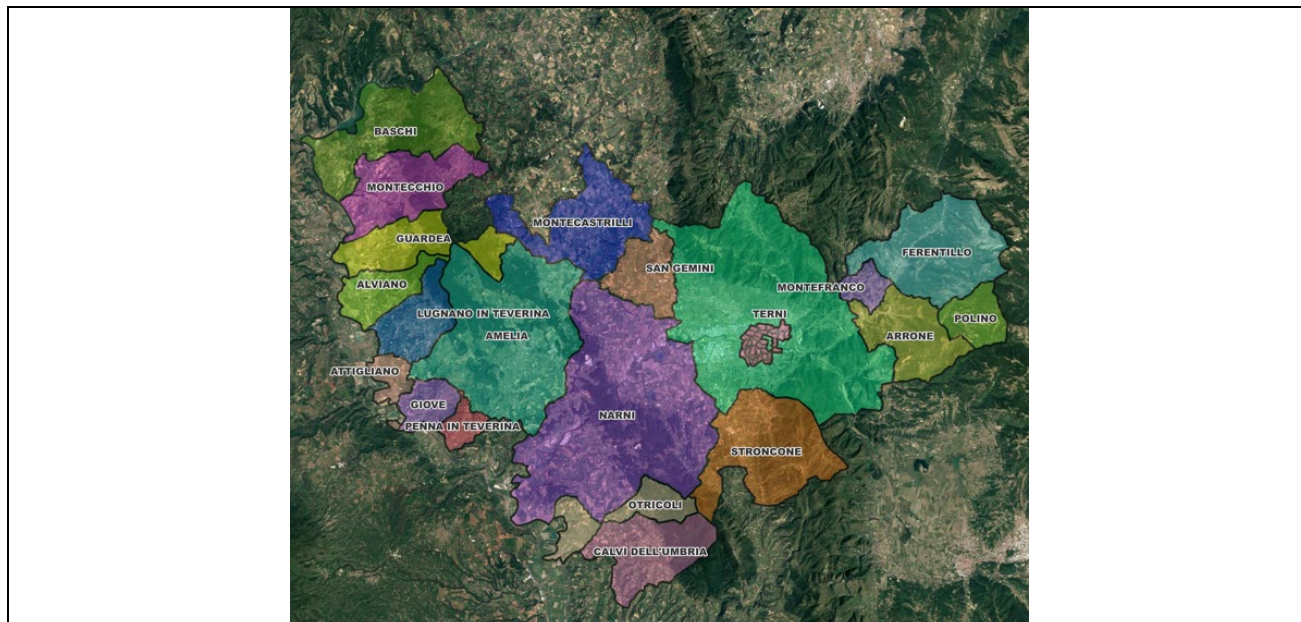 BASCHI
MONTECCHIO
MONTECASTRILLI
GUARDEA
FERENTILLO
SAN GEMINI
ALVIANO
MONTEFRANCO
LUGNANO IN TEVERINA
TERNI
POLINO
AMELIA
ARRONE
ATTIGLIANO
GIOVE
NARNI
PENNA IN TEVERINA
STRONCONE
OTRICOLI
CALVI DELL'UMBRIA